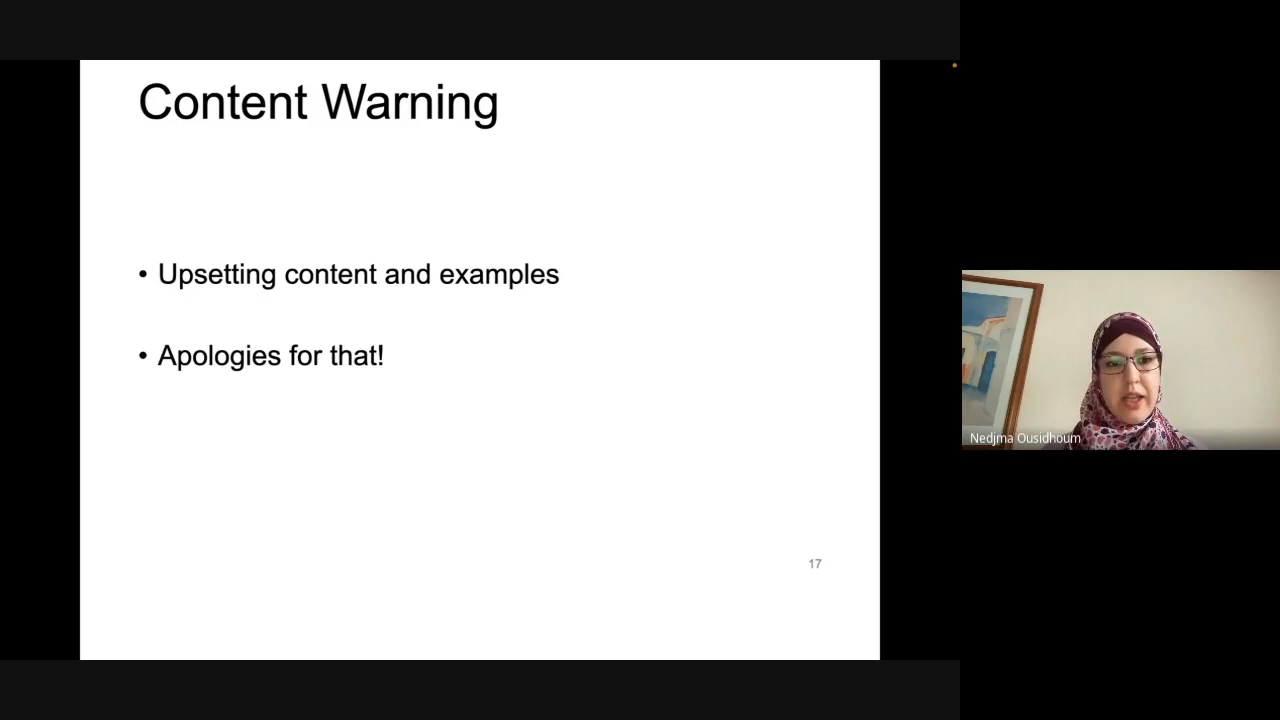 Content Warning
• Upsetting content and examples
• Apologies for that!
17
Nedjma Ousidhoum